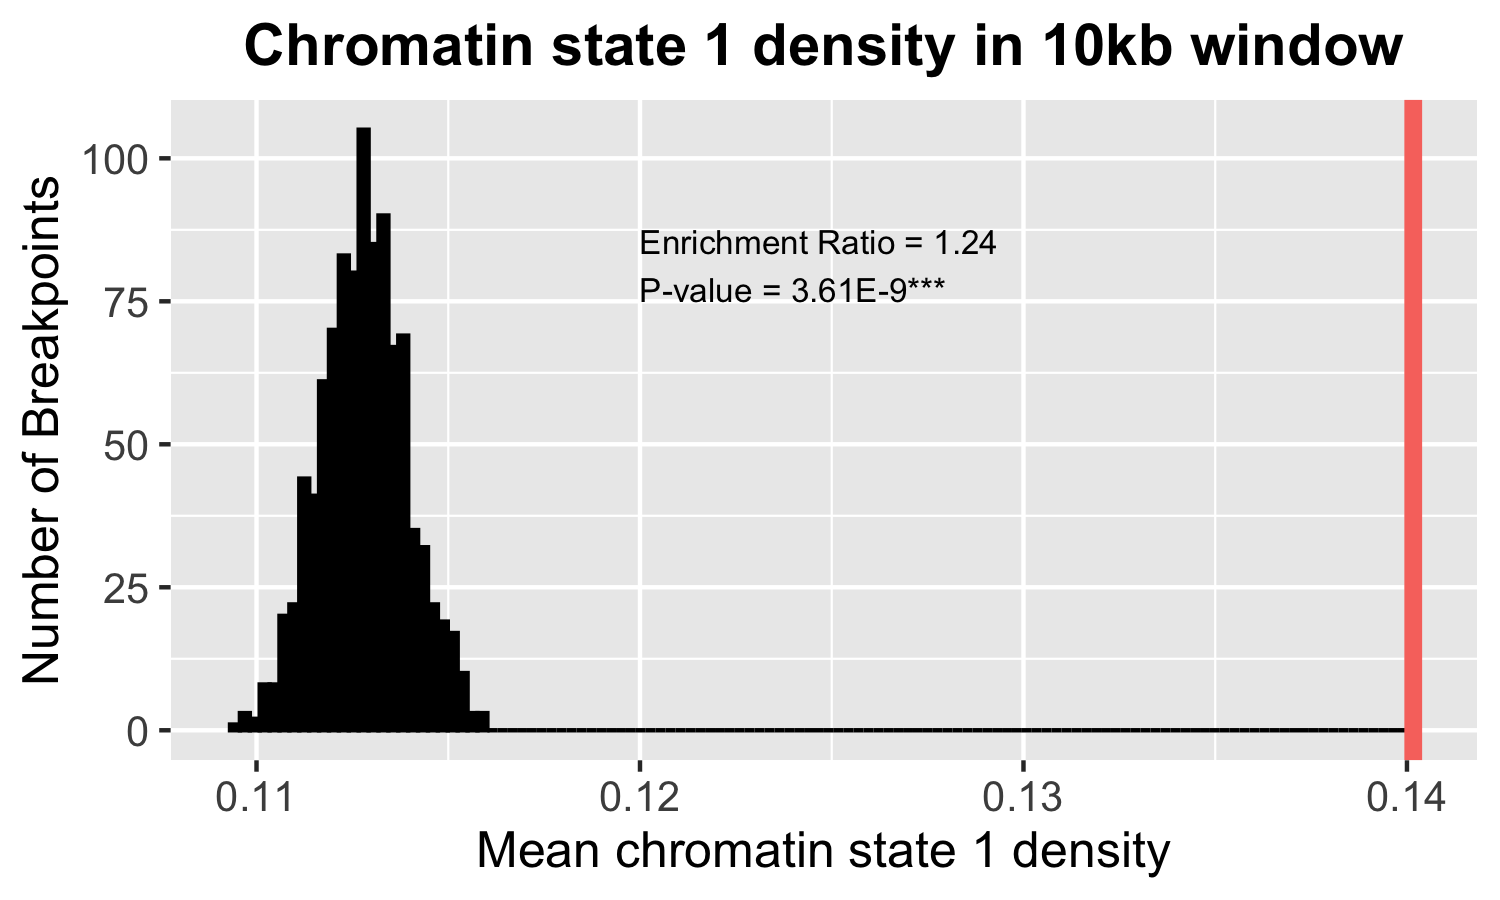 Chromatin state 1 density in 10kb window
Number of Breakpoints
100
75
50
25
0
Enrichment Ratio = 1.24
P-value = 3.61E-9***
0.11 0.12 0.13 0.14
Mean chromatin state 1 density